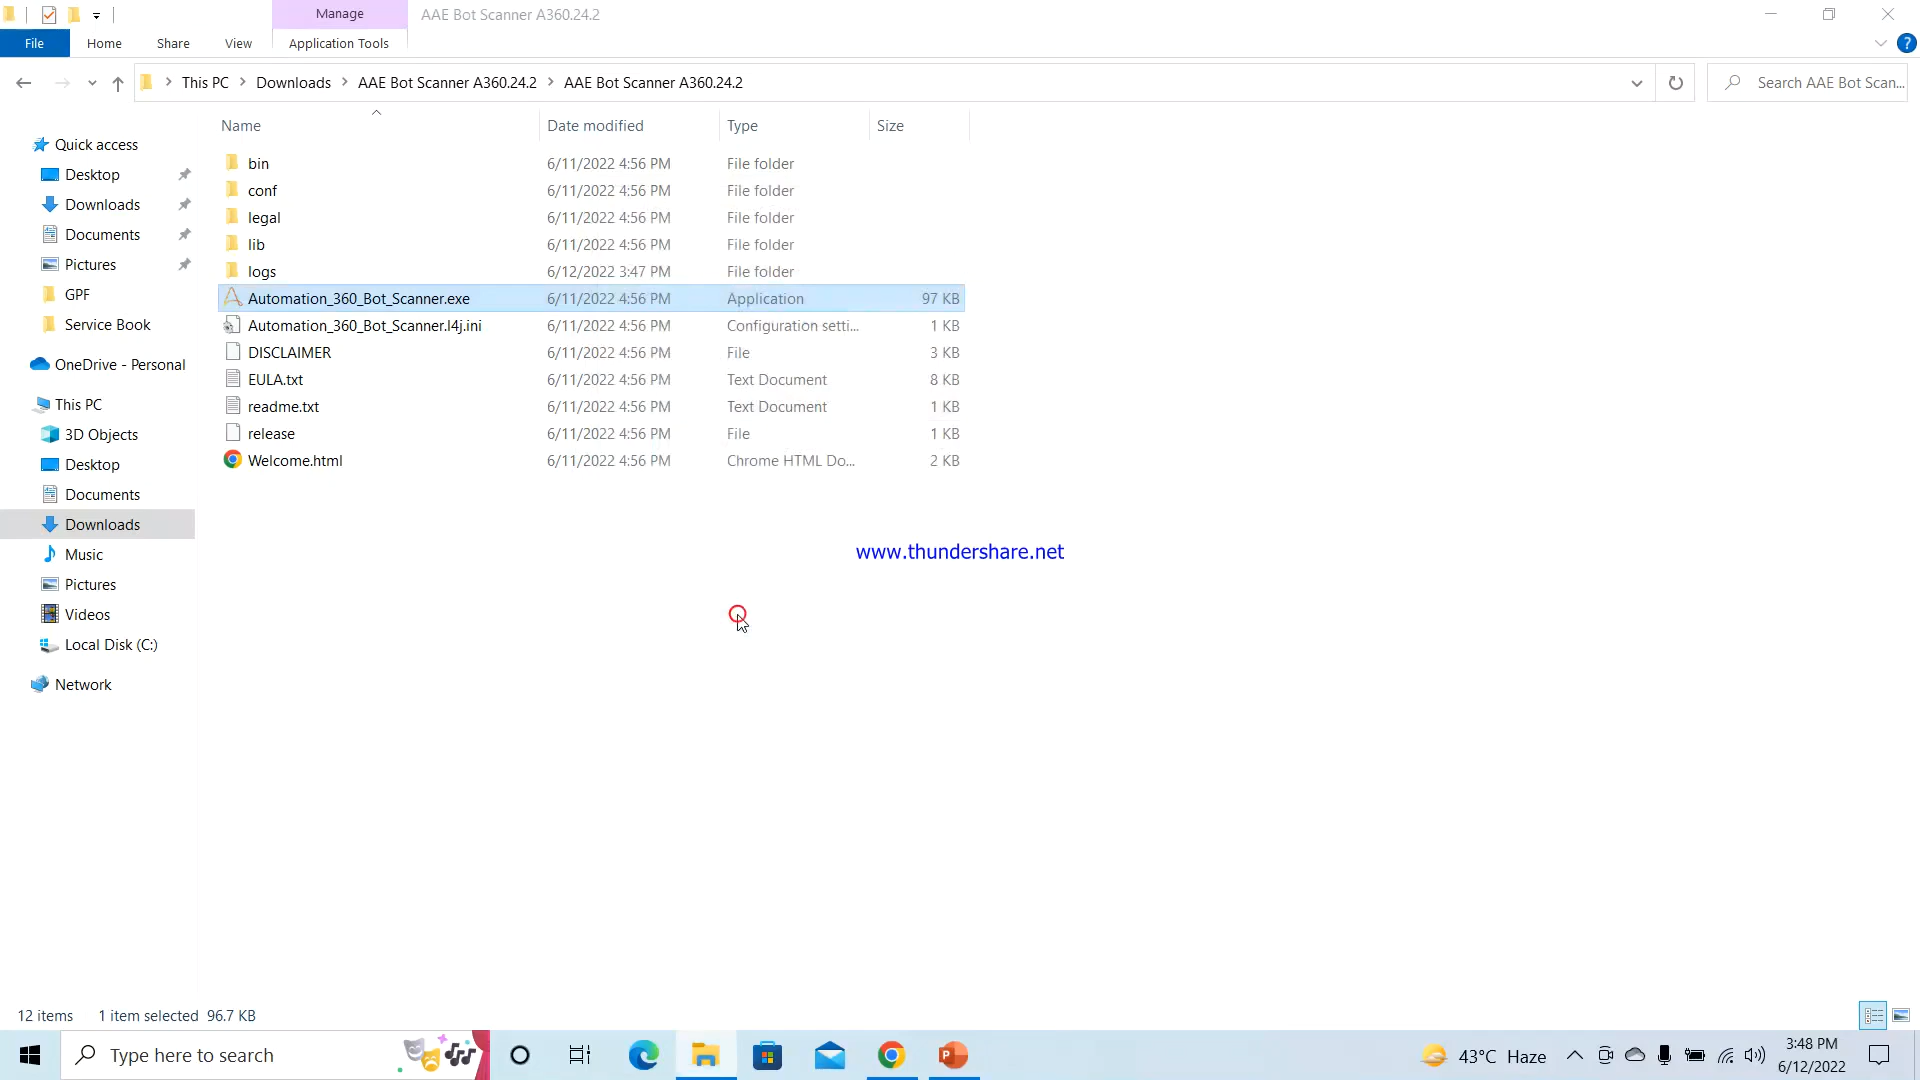 Manage
AAE Bot Scanner A360.24.2
File
Home
Share
View
Application Tools
This PC
Downloads
AAE Bot Scanner A360.24.2
AAE Bot Scanner A360.24.2
Search AAE Bot Scan...
Name
Date modified
Type
Size
Quick access
Desktop
Downloads
Documents
Pictures
GPF
Service Book
OneDrive - Personal
This PC
3D Objects
Desktop
Documents
Downloads
Music
Pictures
Videos
Local Disk (C:)
Network
bin 6/11/2022 4:56 PM File folder
conf 6/11/2022 4:56 PM File folder
legal 6/11/2022 4:56 PM File folder
lib 6/11/2022 4:56 PM File folder
logs 6/12/2022 3:47 PM File folder
Automation_360_Bot_Scanner.exe 6/11/2022 4:56 PM Application 97 KB
Automation_360_Bot_Scanner.l4j.ini 6/11/2022 4:56 PM Configuration setti... 1 KB
DISCLAIMER 6/11/2022 4:56 PM File 3 KB
EULA.txt 6/11/2022 4:56 PM Text Document 8 KB
readme.txt 6/11/2022 4:56 PM Text Document 1 KB
release 6/11/2022 4:56 PM File 1 KB
Welcome.html 6/11/2022 4:56 PM Chrome HTML Do... 2 KB
www.thundershare.net
12 items 1 item selected 96.7 KB
Type here to search
43°C Haze
3:48 PM
6/12/2022